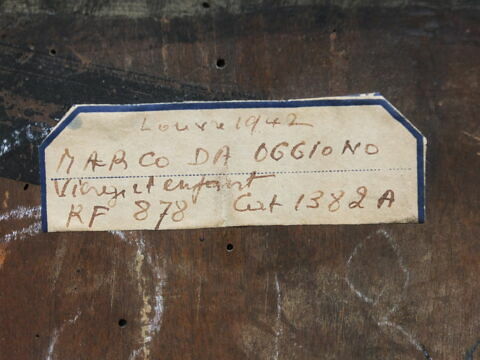 Louvre 1942
MARCO DA OGGIONO
Vierge et enfant
RF 878 Cat 1382 A